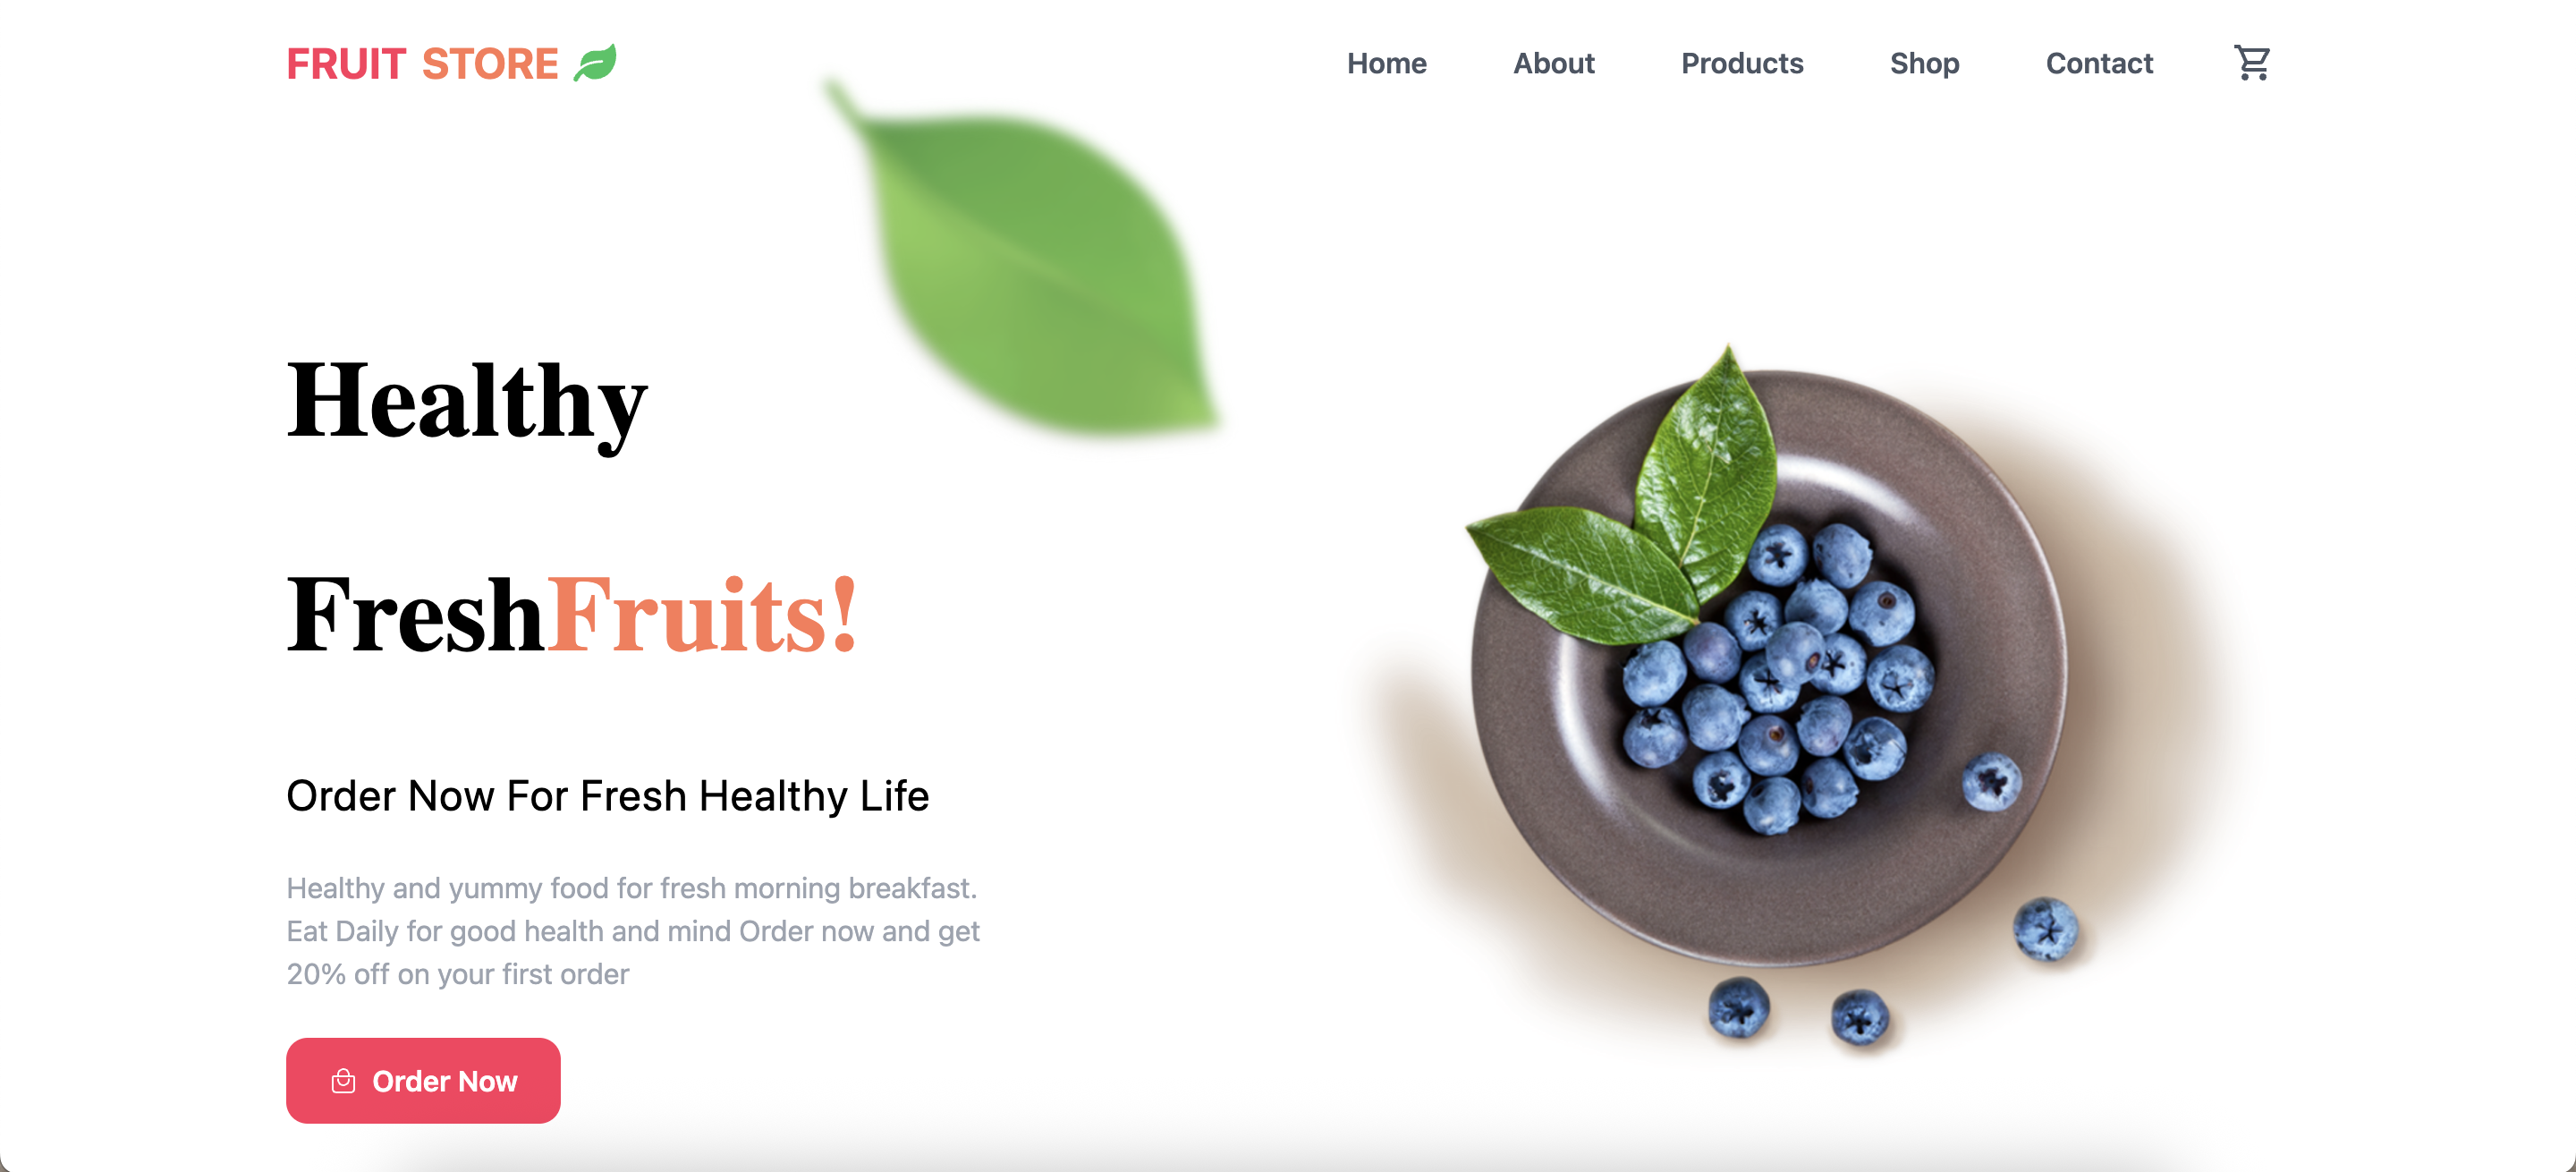 FRUIT STORE
Home About Products Shop Contact
Healthy
FreshFruits!
Order Now For Fresh Healthy Life
Healthy and yummy food for fresh morning breakfast.
Eat Daily for good health and mind Order now and get
20% off on your first order
Order Now